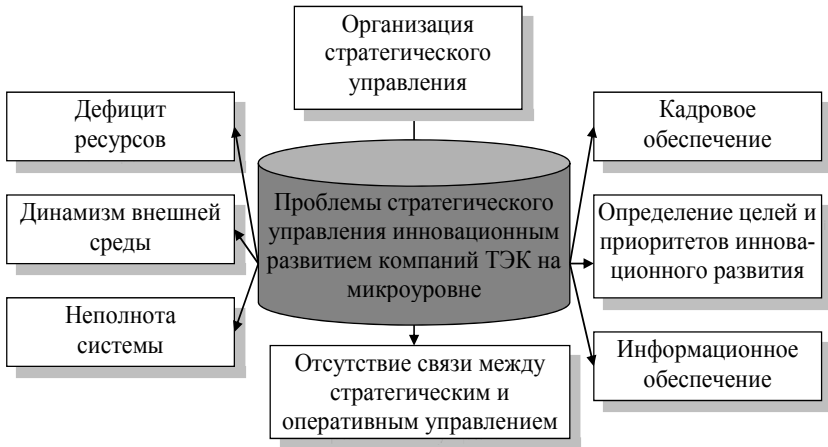 Организация
стратегического
управления
Дефицит
ресурсов
Кадровое
обеспечение
Динамизм внешней
среды
Проблемы стратегического
управления инновационным
развитием компаний ТЭК на
микроуровне
Определение целей и
приоритетов иннова-
ционного развития
Неполнота
системы
Отсутствие связи между
стратегическим и
оперативным управлением
Информационное
обеспечение